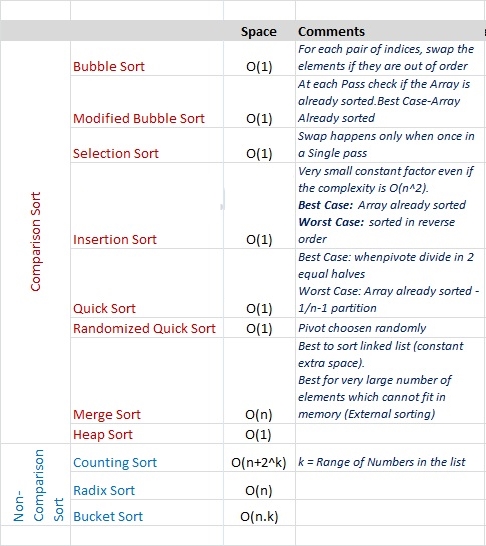 Space Comments
Comparison Sort
Bubble Sort O(1) For each pair of indices, swap the
elements if they are out of order
Modified Bubble Sort O(1) At each Pass check if the Array is
already sorted.Best Case-Array
Already sorted
Selection Sort O(1) Swap happens only when once in
a Single pass
Insertion Sort O(1) Very small constant factor even if
the complexity is O(n^2).
Best Case: Array already sorted
Worst Case: sorted in reverse
order
Quick Sort O(1) Best Case: whenpivote divide in 2
equal halves
Worst Case: Array already sorted -
1/n-1 partition
Randomized Quick Sort O(1) Pivot choosen randomly
Merge Sort O(n) Best to sort linked list (constant
extra space).
Best for very large number of
elements which cannot fit in
memory (External sorting)
Heap Sort O(1)
Non-
Comparison
Sort
Counting Sort O(n+2^k) k = Range of Numbers in the list
Radix Sort O(n)
Bucket Sort O(n.k)